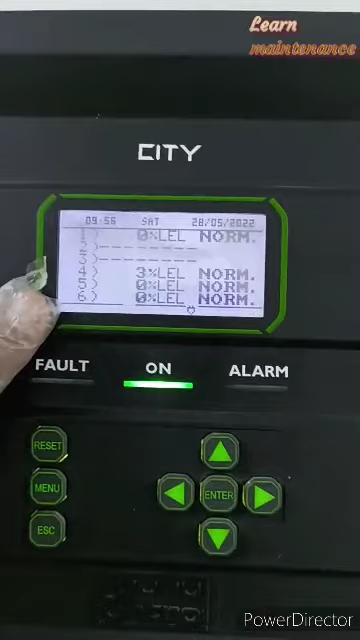 Learn
maintenance
CITY
09:56 SAT 28/05/2022
1) 0%LEL NORM.
2)--------
3)--------
4) 3%LEL NORM.
5) 0%LEL NORM.
6) 0%LEL NORM.
FAULT ON ALARM
RESET
MENU
ENTER
ESC
PowerDirector